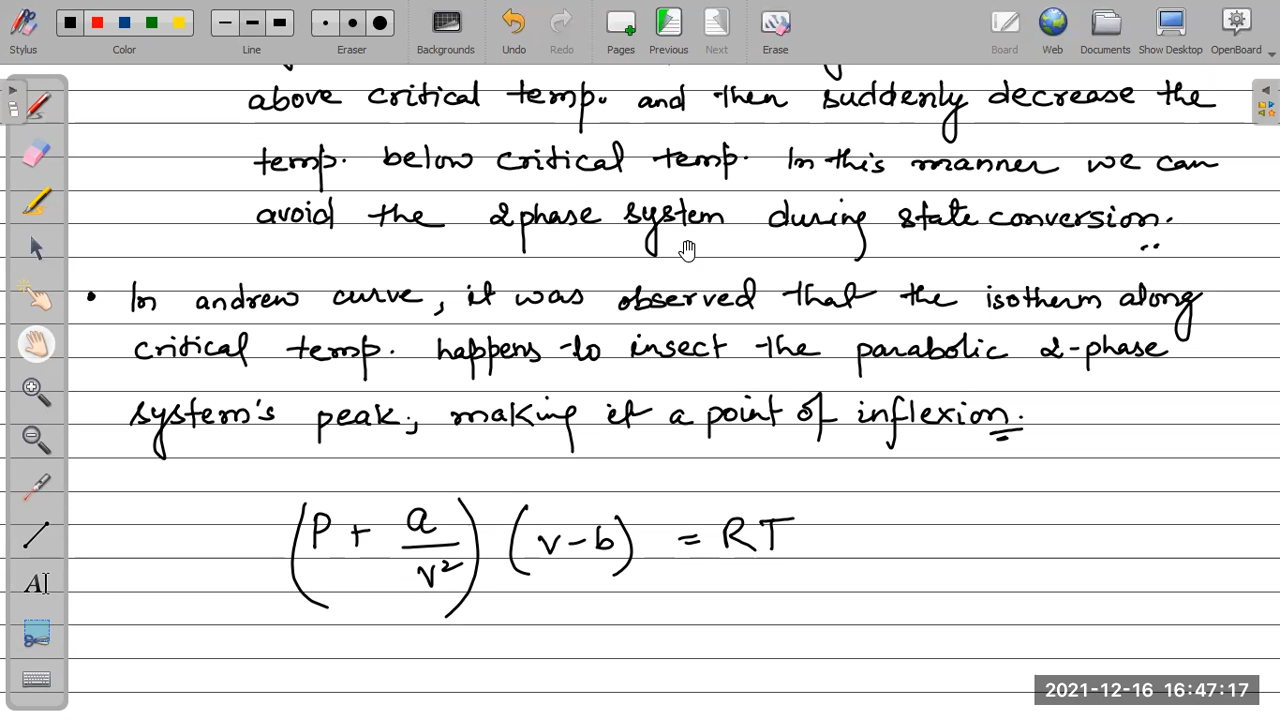 Stylus Color Line Eraser Backgrounds Undo Redo Pages Previous Next Erase Board Web Documents Show Desktop OpenBoard
above critical temp. and then suddenly decrease the
temp. below critical temp. In this manner we can
avoid the 2phase system during state conversion.
• In andrew curve, it was observed that the isotherm along
critical temp. happens to insect the parabolic 2-phase
system's peak, making it a point of inflexion.
(P + a/v²) (v-b) = RT
2021-12-16 16:47:17